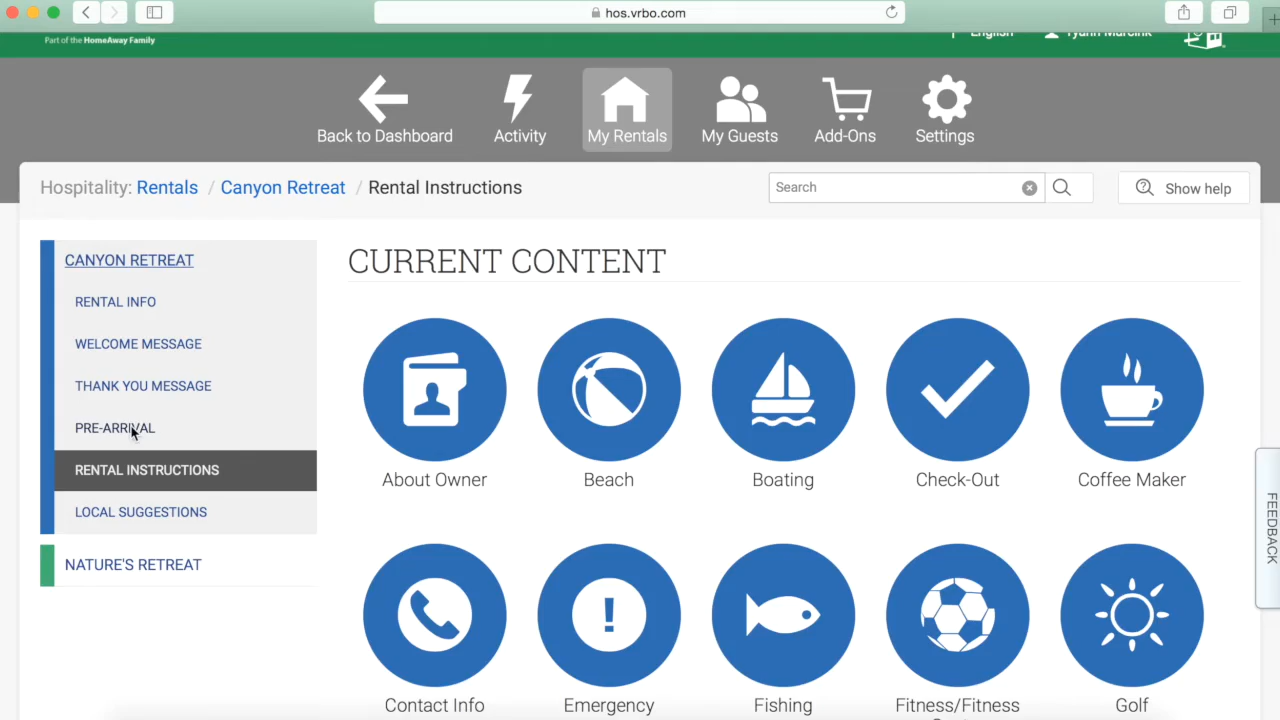 hos.vrbo.com
Part of the HomeAway Family
English
Tyann Marcink
Back to Dashboard
Activity
My Rentals
My Guests
Add-Ons
Settings
Hospitality: Rentals / Canyon Retreat / Rental Instructions
Search
Show help
CANYON RETREAT
RENTAL INFO
WELCOME MESSAGE
THANK YOU MESSAGE
PRE-ARRIVAL
RENTAL INSTRUCTIONS
LOCAL SUGGESTIONS
NATURE'S RETREAT
CURRENT CONTENT
About Owner
Beach
Boating
Check-Out
Coffee Maker
Contact Info
Emergency
Fishing
Fitness/Fitness
Golf
FEEDBACK